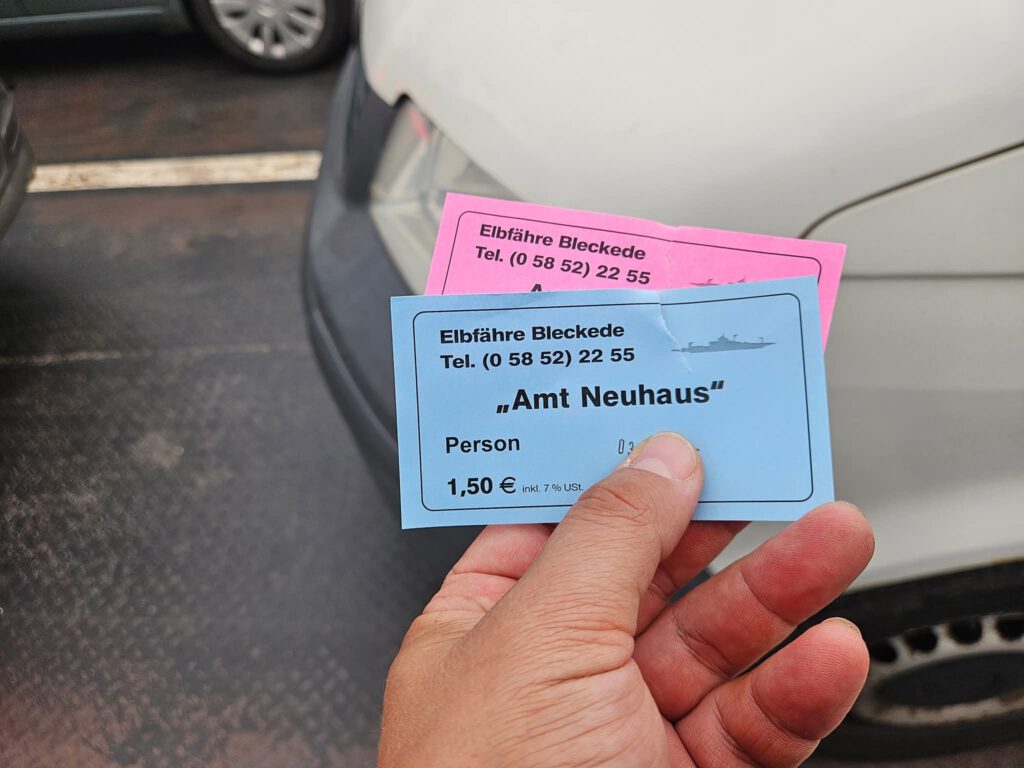 Elbfähre Bleckede
Tel. (0 58 52) 22 55
Elbfähre Bleckede
Tel. (0 58 52) 22 55
„Amt Neuhaus“
Person
1,50 € inkl. 7 % USt.